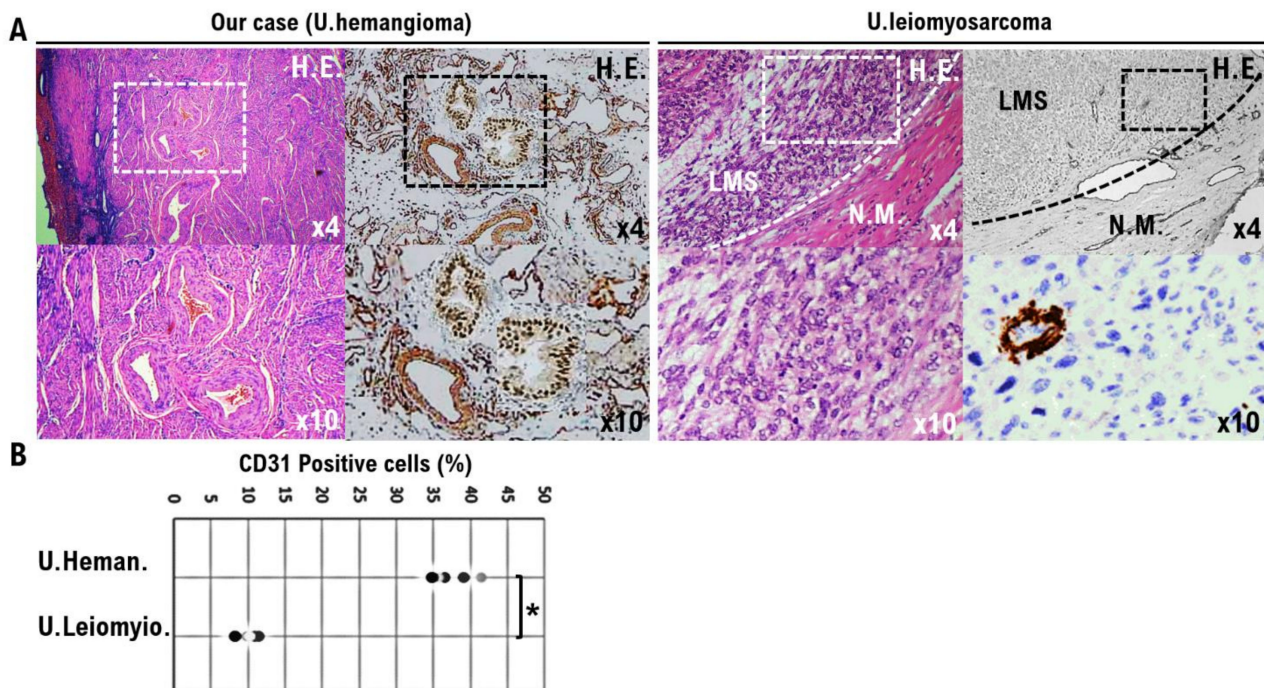 A
Our case (U.hemangioma)
U.leiomyosarcoma
H.E.
H.E.
H.E.
H.E.
LMS
LMS
N.M.
N.M.
x4
x4
x4
x4
x10
x10
x10
x10
B
CD31 Positive cells (%)
0 5 10 15 20 25 30 35 40 45 50
U.Heman.
*
U.Leiomyio.